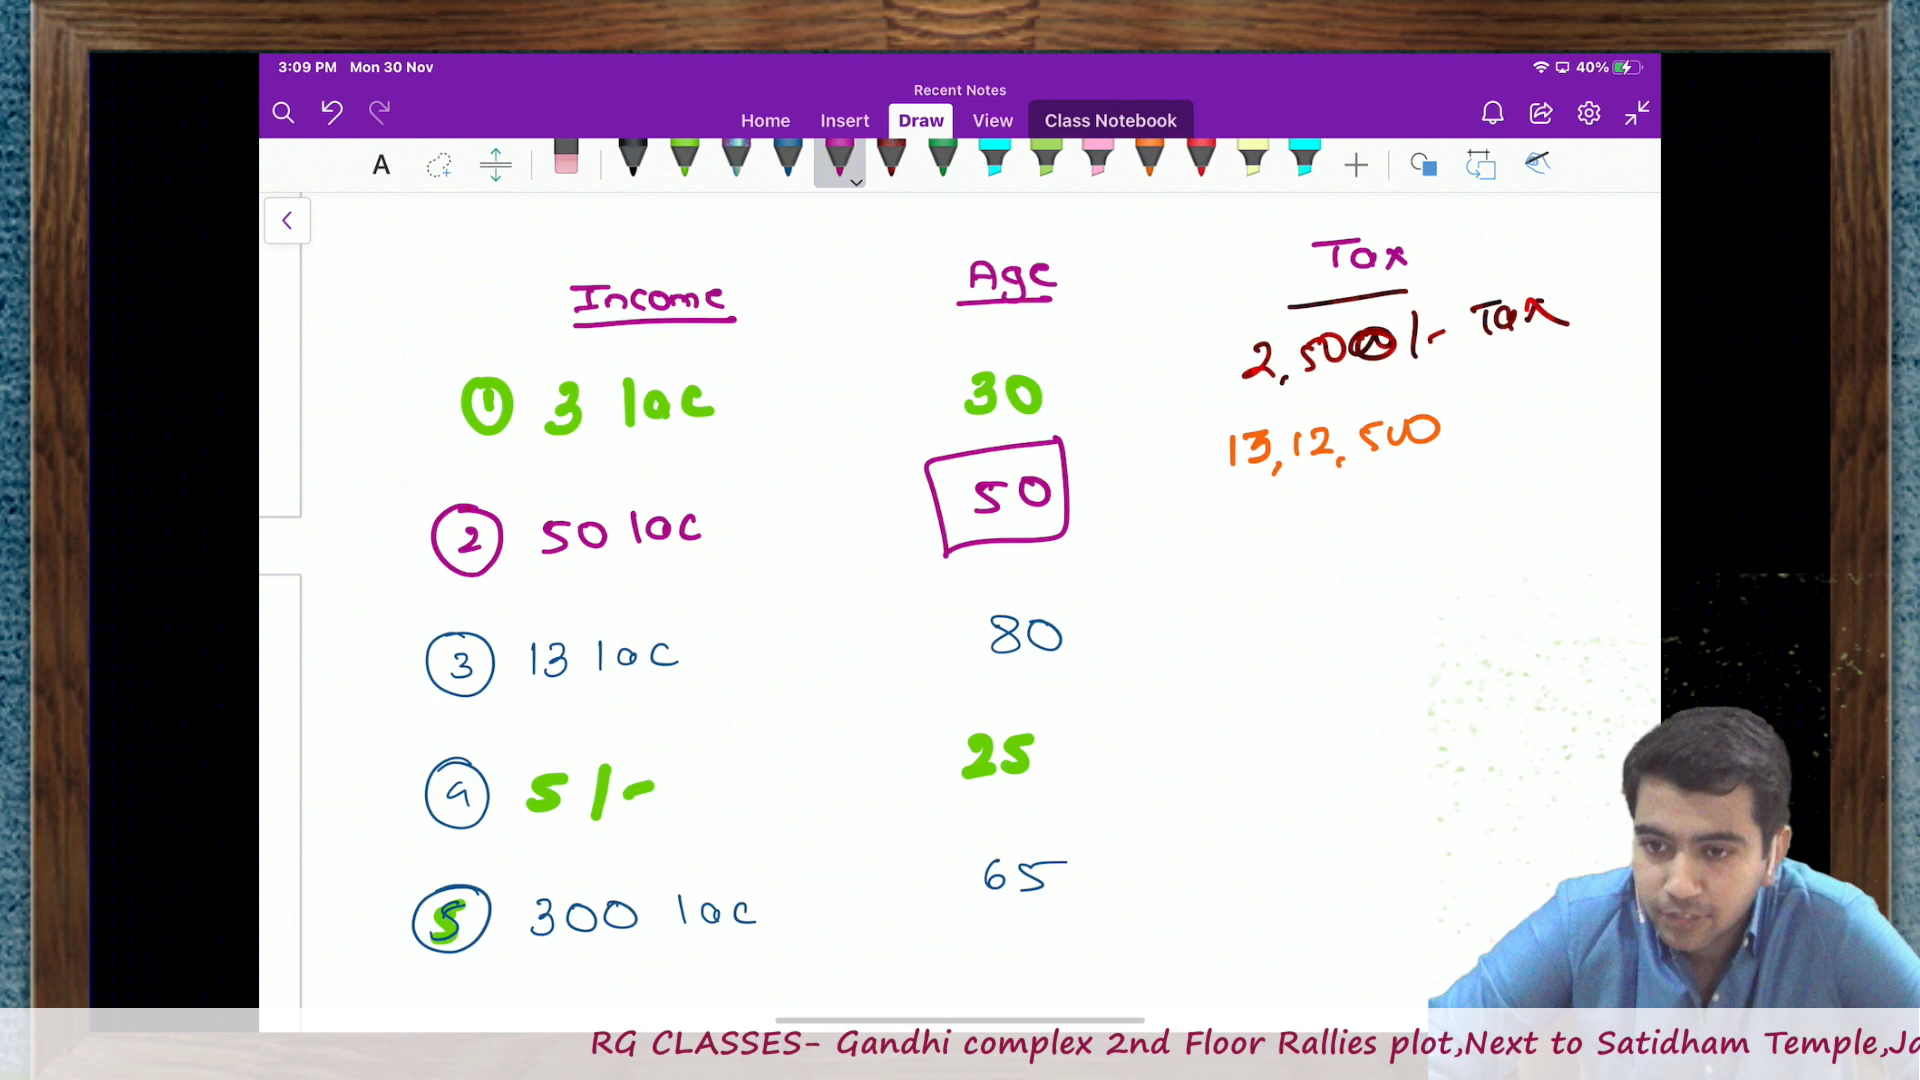 3:09 PM Mon 30 Nov
40%
Recent Notes
Home Insert Draw View Class Notebook
A
Income Age Tax
2,500/- Tax
① 3 lac 30
13,12,500
② 50 lac 50
③ 13 lac 80
④ 5/- 25
⑤ 300 lac 65
RG CLASSES- Gandhi complex 2nd Floor Rallies plot,Next to Satidham Temple,Ja